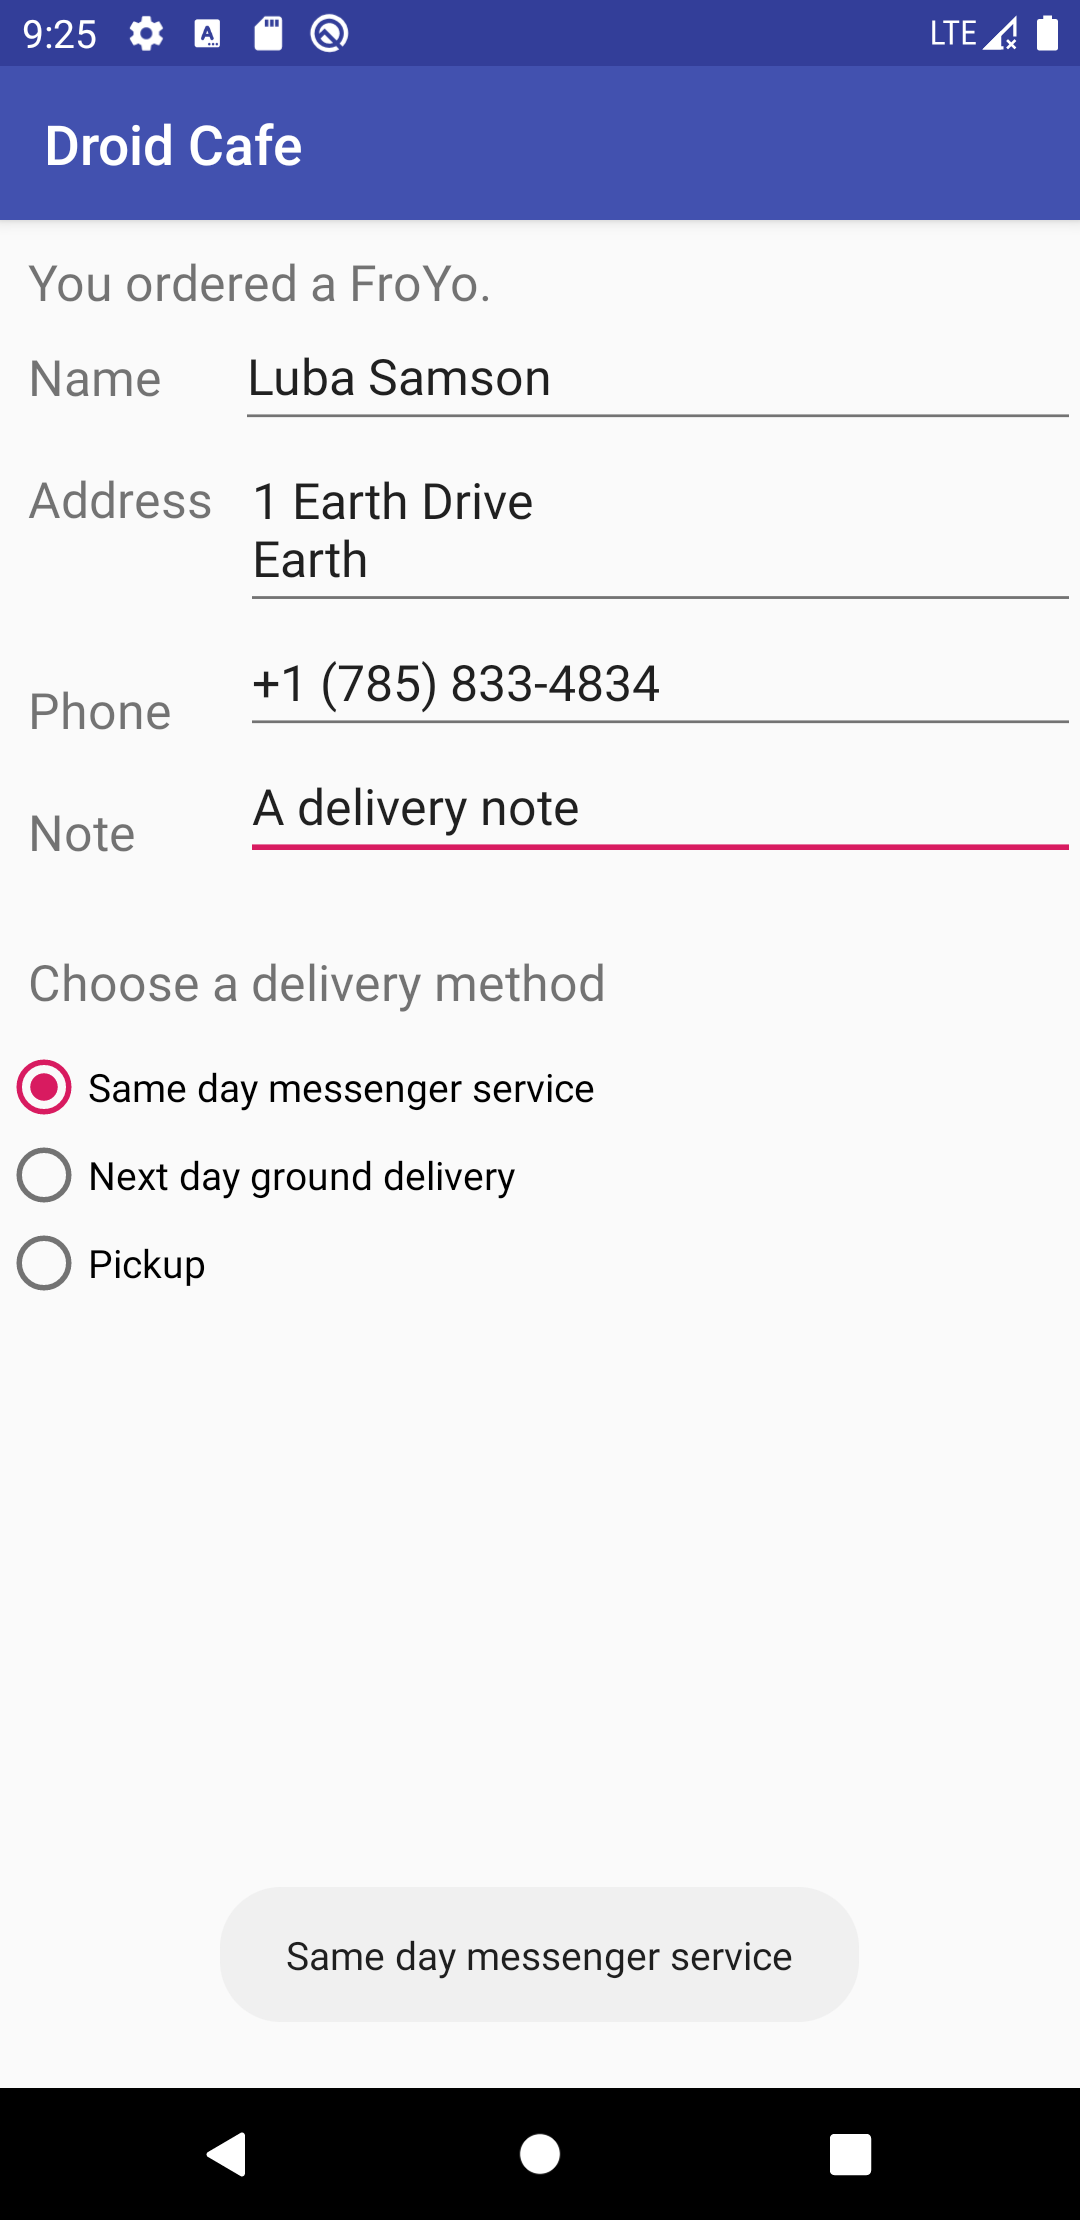 9:25
LTE
Droid Cafe
You ordered a FroYo.
Name Luba Samson
Address 1 Earth Drive
Earth
Phone +1 (785) 833-4834
Note A delivery note
Choose a delivery method
Same day messenger service
Next day ground delivery
Pickup
Same day messenger service